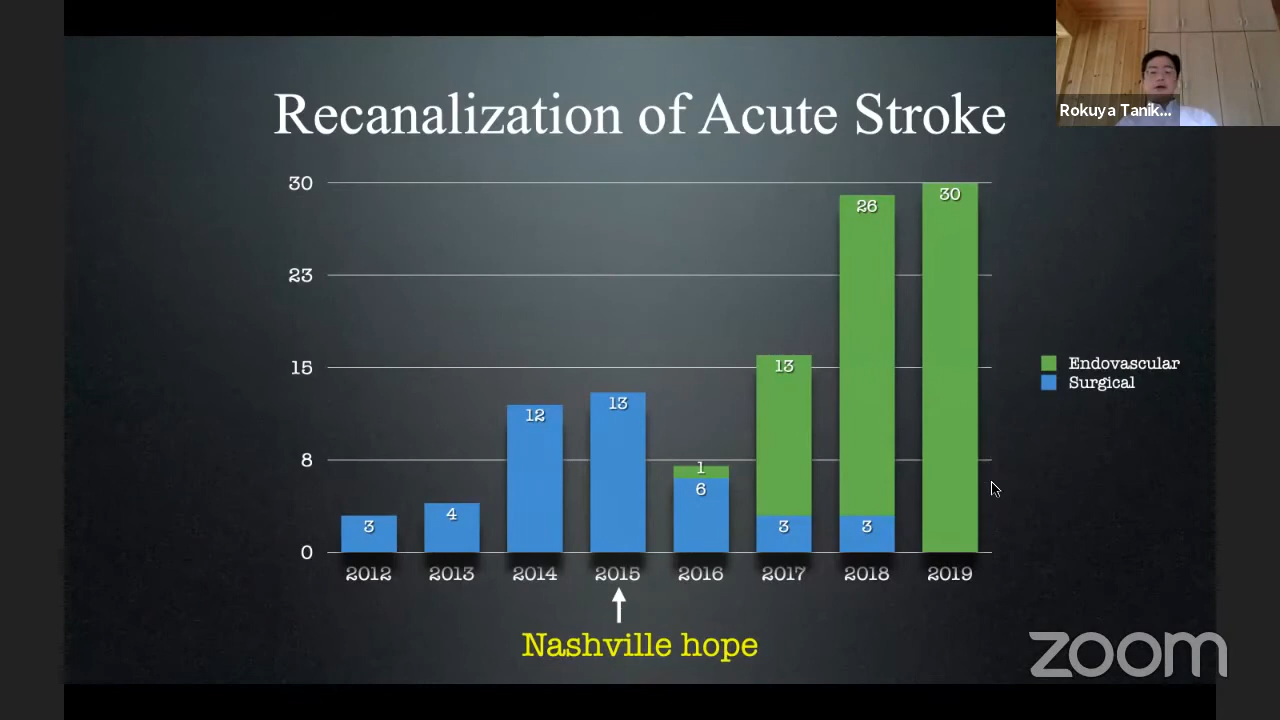 Recanalization of Acute Stroke
Rokuya Tanik...
30
23
15
8
0
3
4
12
13
1
6
13
3
26
3
30
2012 2013 2014 2015 2016 2017 2018 2019
Endovascular
Surgical
Nashville hope
zoom